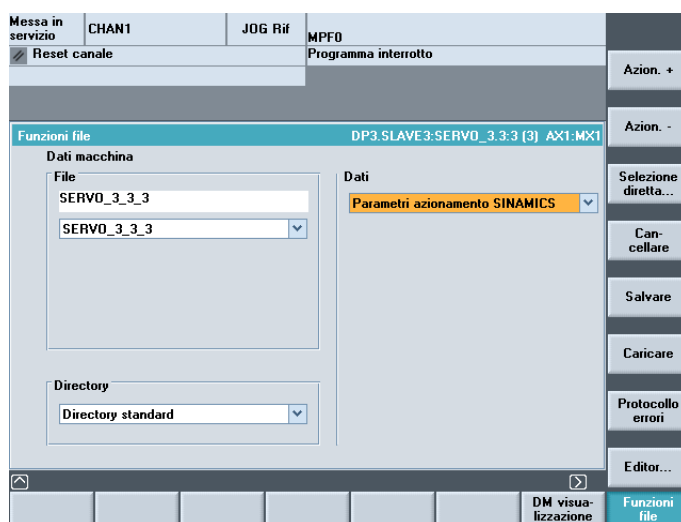 Messa in
servizio
CHAN1
JOG Rif
MPF0
Reset canale
Programma interrotto
Funzioni file
DP3.SLAVE3:SERVO_3.3:3 (3) AX1:MX1
Dati macchina
File
SERVO_3_3_3
SERVO_3_3_3
Dati
Parametri azionamento SINAMICS
Directory
Directory standard
Azion. +
Azion. -
Selezione
diretta...
Can-
cellare
Salvare
Caricare
Protocollo
errori
Editor...
DM visua-
lizzazione
Funzioni
file